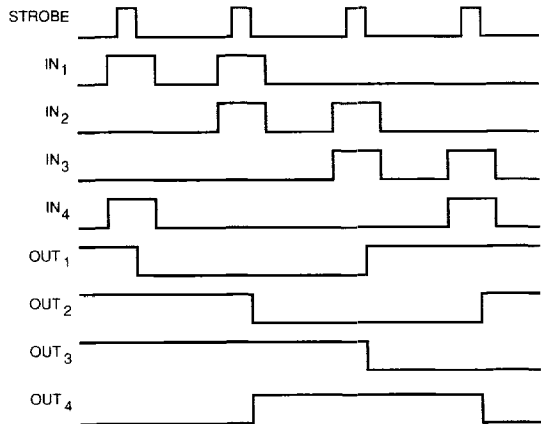 STROBE
IN1
IN2
IN3
IN4
OUT1
OUT2
OUT3
OUT4